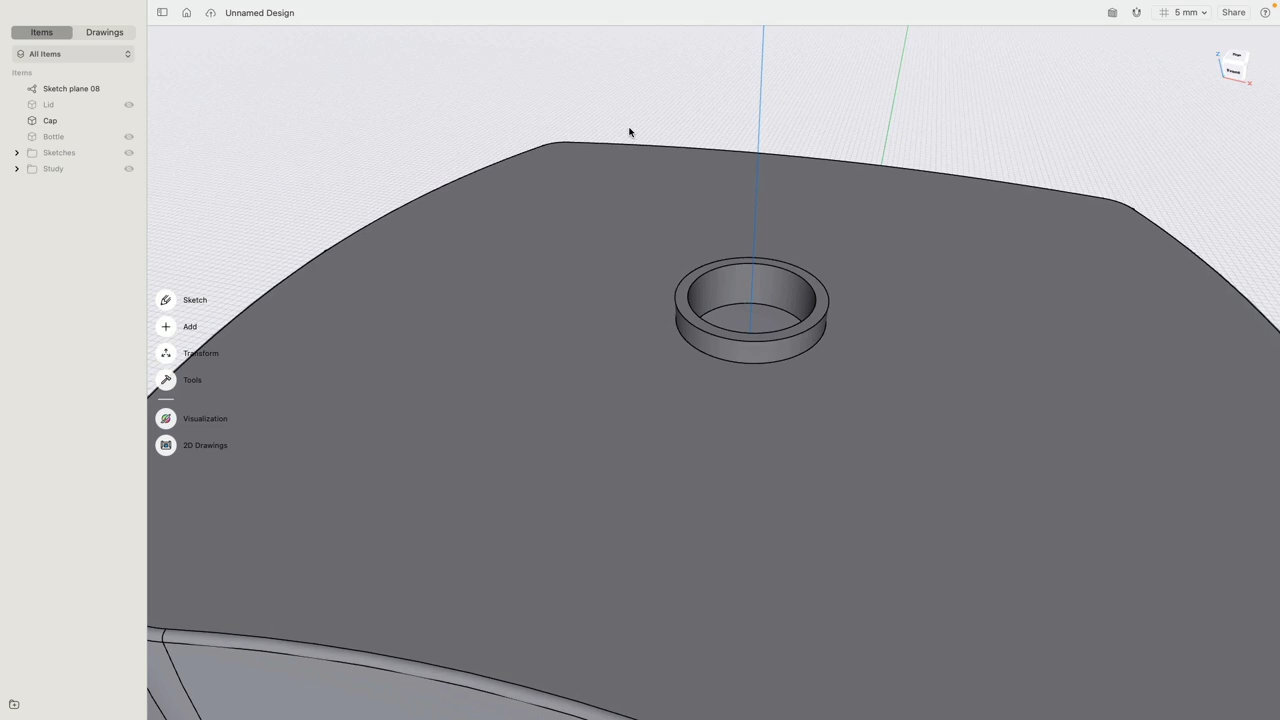 Unnamed Design
5 mm
Share
Items
Drawings
All Items
Items
Sketch plane 08
Lid
Cap
Bottle
Sketches
Study
Sketch
Add
Transform
Tools
Visualization
2D Drawings
Z
X